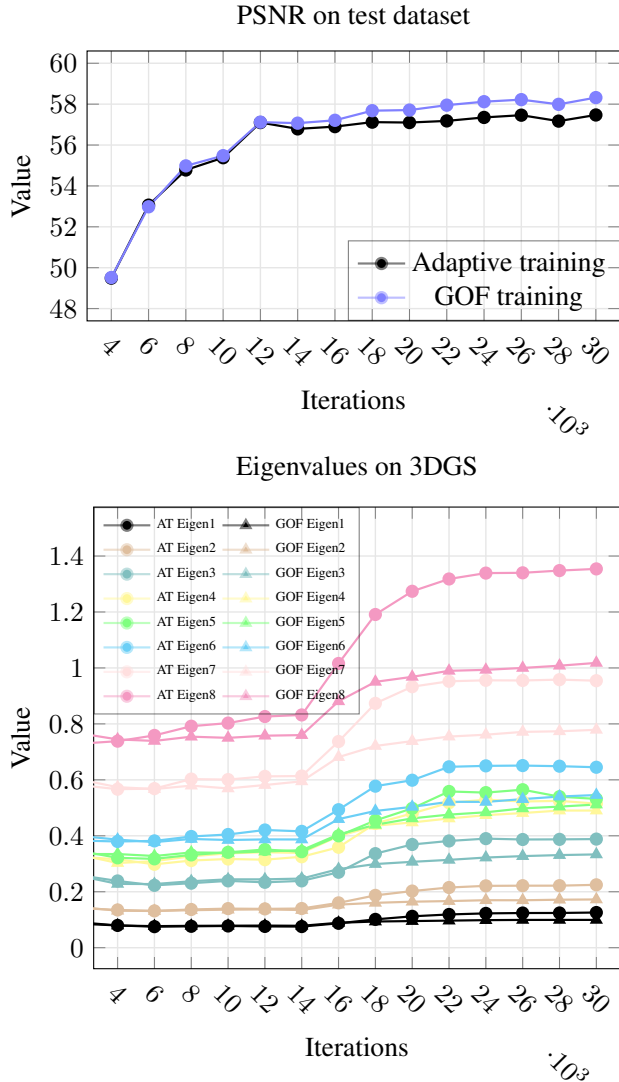 PSNR on test dataset
60
58
56
54
52
50
48
Value
Adaptive training
GOF training
4 6 8 10 12 14 16 18 20 22 24 26 28 30
Iterations
·10³
Eigenvalues on 3DGS
AT Eigen1 GOF Eigen1
AT Eigen2 GOF Eigen2
AT Eigen3 GOF Eigen3
AT Eigen4 GOF Eigen4
AT Eigen5 GOF Eigen5
AT Eigen6 GOF Eigen6
AT Eigen7 GOF Eigen7
AT Eigen8 GOF Eigen8
1.4
1.2
1
0.8
0.6
0.4
0.2
0
Value
4 6 8 10 12 14 16 18 20 22 24 26 28 30
Iterations
·10³